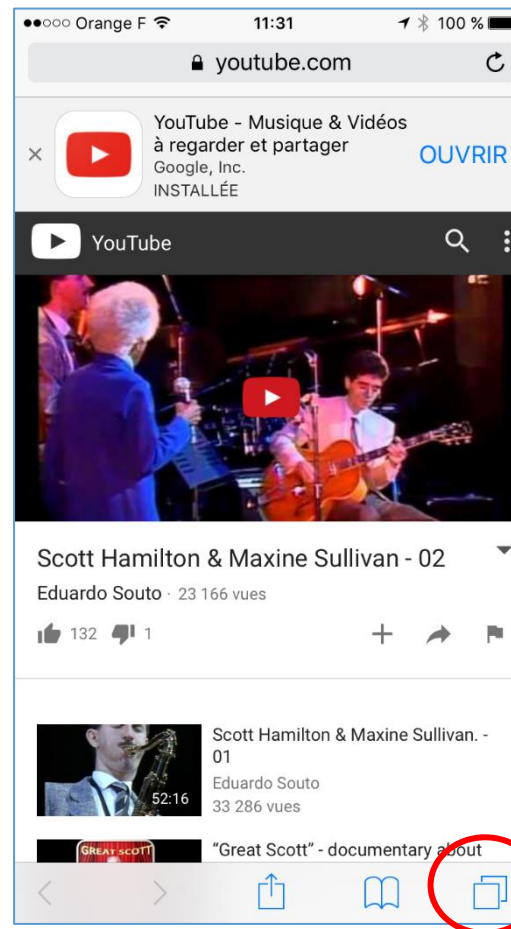 Orange F 11:31 100 %
youtube.com
YouTube - Musique & Vidéos
à regarder et partager
Google, Inc.
INSTALLÉE
OUVRIR
YouTube
Scott Hamilton & Maxine Sullivan - 02
Eduardo Souto · 23 166 vues
132 1
Scott Hamilton & Maxine Sullivan. -
01
Eduardo Souto
33 286 vues
52:16
GREAT SCOTT
“Great Scott” - documentary about